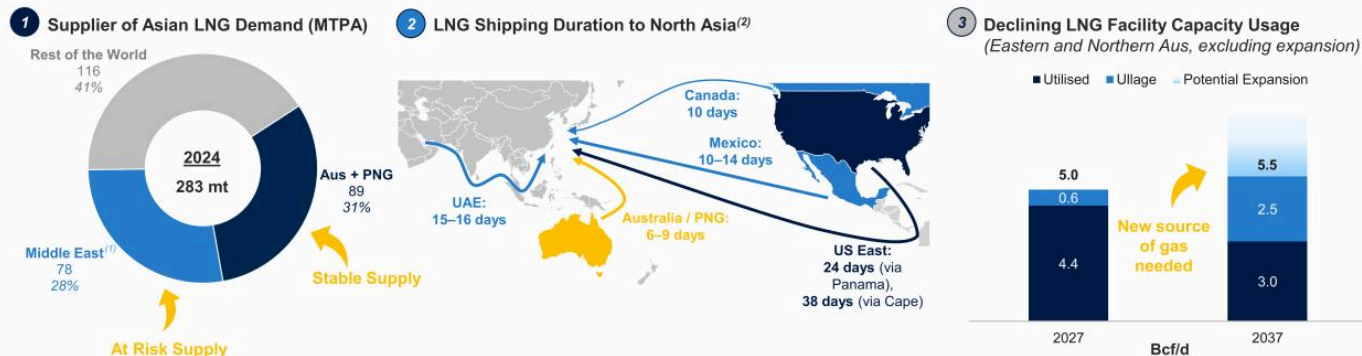 1 Supplier of Asian LNG Demand (MTPA)
Rest of the World
116
41%
2024
283 mt
Aus + PNG
89
31%
Middle East(1)
78
28%
Stable Supply
At Risk Supply
2 LNG Shipping Duration to North Asia(2)
Canada:
10 days
Mexico:
10–14 days
UAE:
15–16 days
Australia / PNG:
6–9 days
US East:
24 days (via
Panama),
38 days (via Cape)
3 Declining LNG Facility Capacity Usage
(Eastern and Northern Aus, excluding expansion)
Utilised Ullage Potential Expansion
5.0
0.6
4.4
New source
of gas
needed
5.5
2.5
3.0
2027
2037
Bcf/d